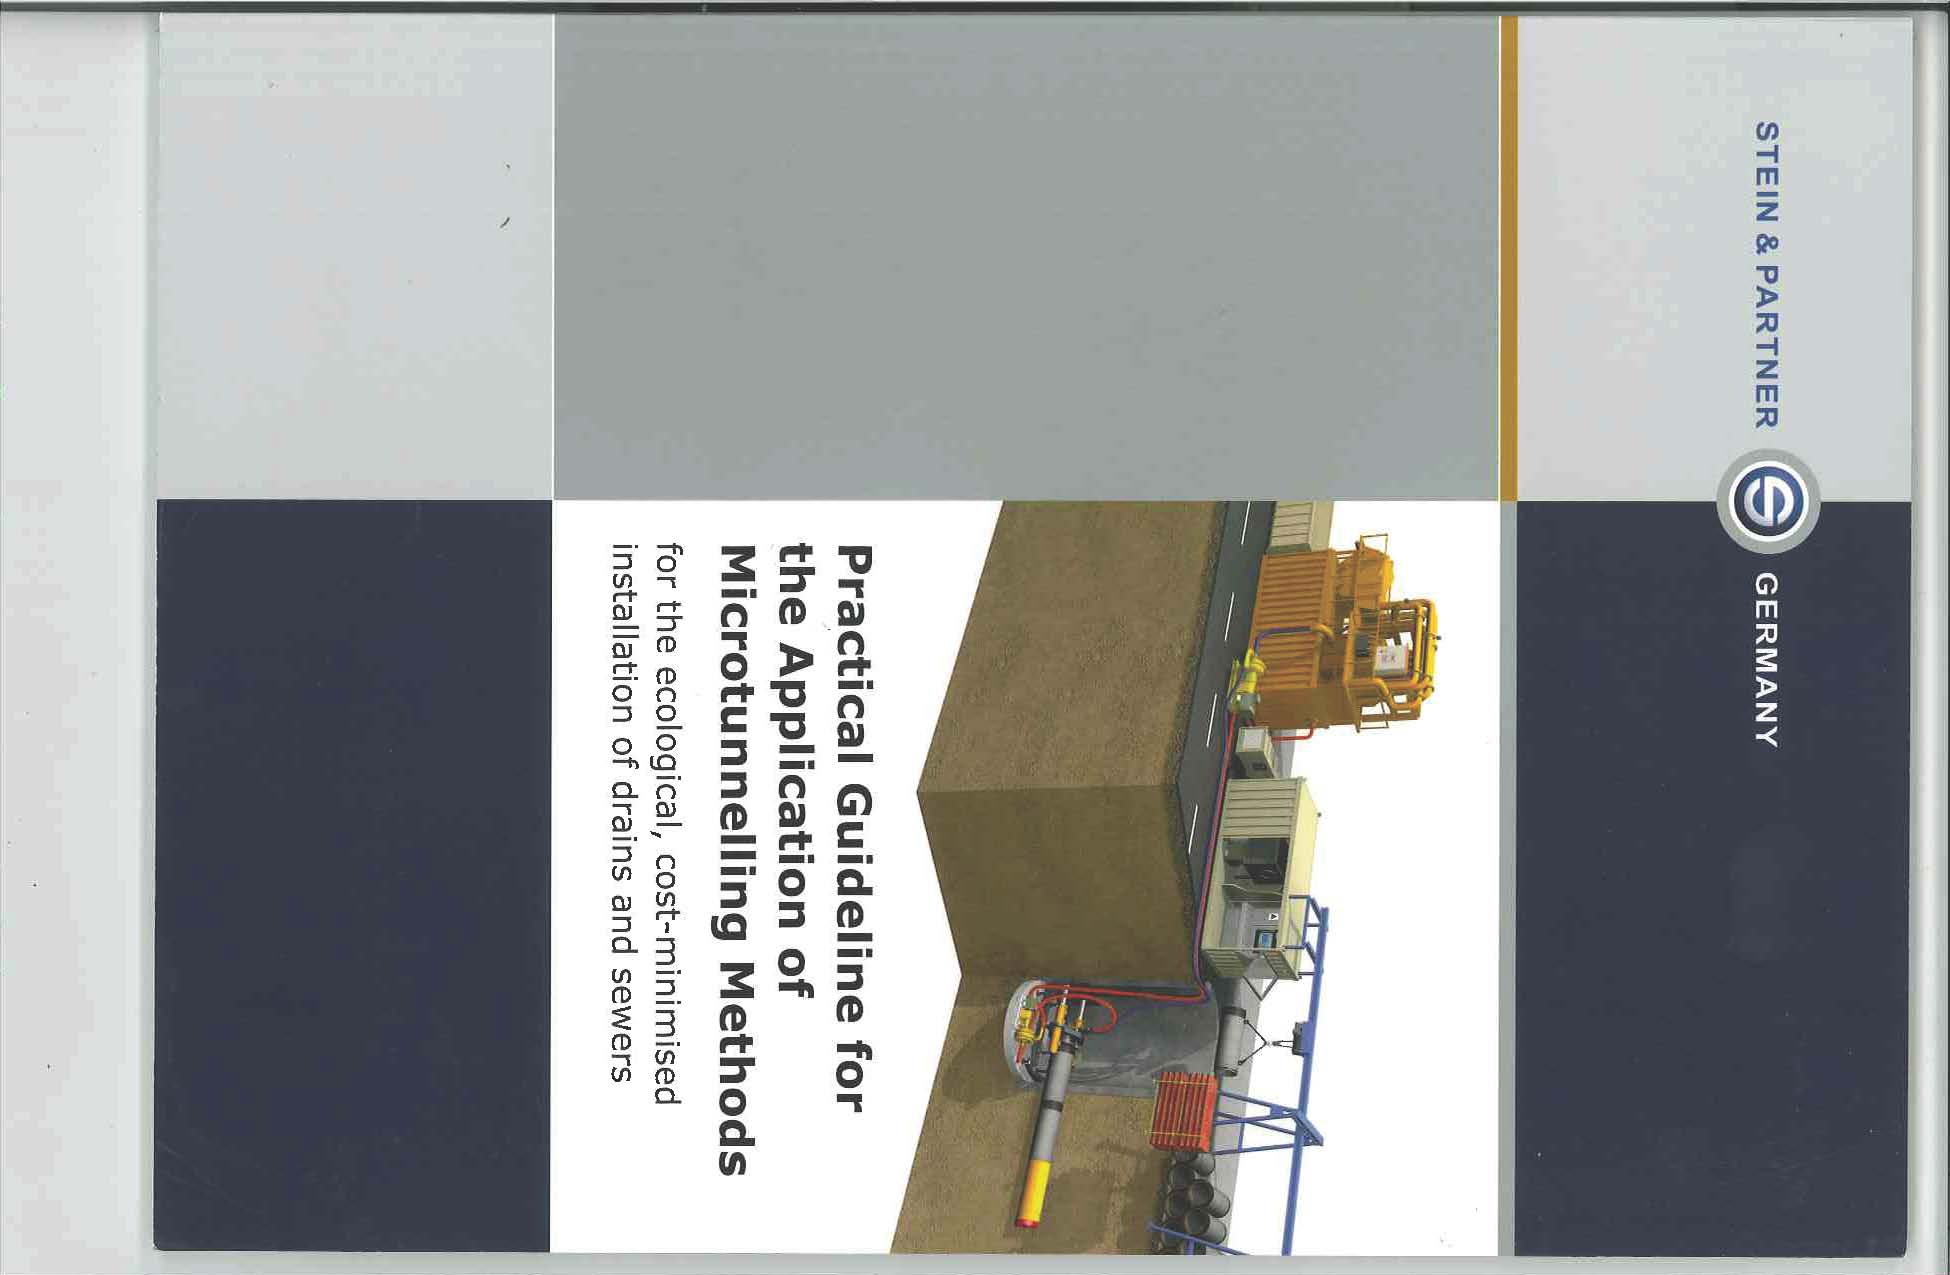 STEIN & PARTNER GERMANY
Practical Guideline for
the Application of
Microtunnelling Methods
for the ecological, cost-minimised
installation of drains and sewers